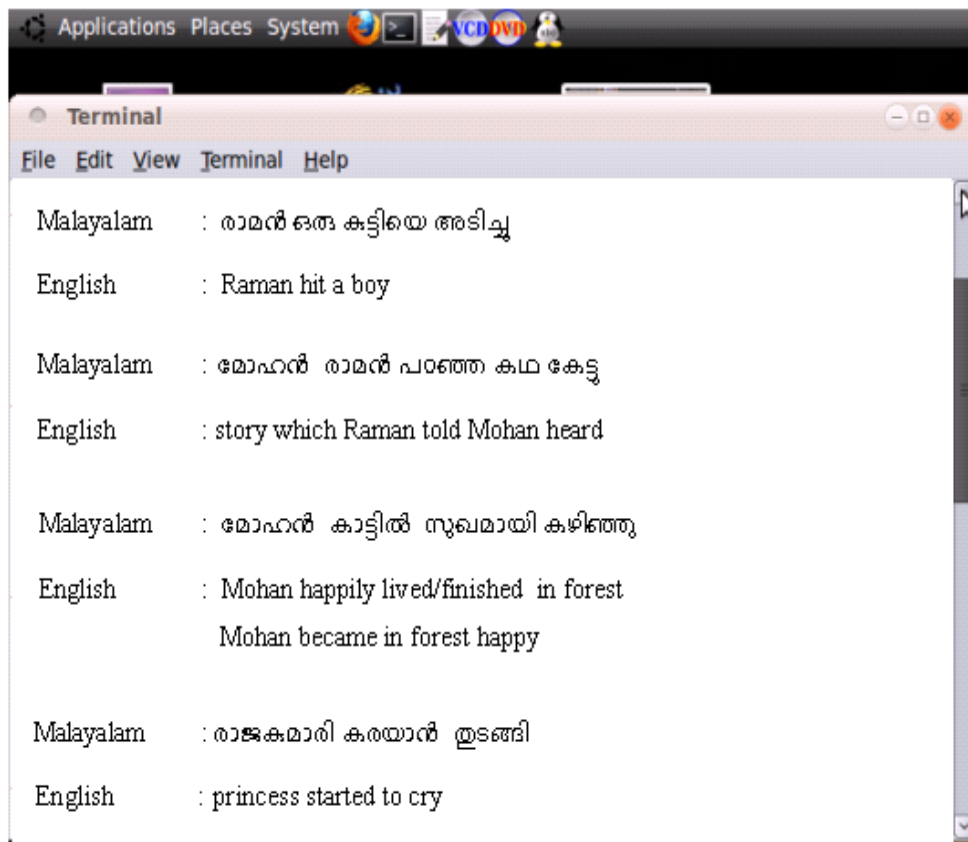 Applications Places System VCD DVD
Terminal
File Edit View Terminal Help
Malayalam : രാമൻ ഒരു കുട്ടിയെ അടിച്ചു
English : Raman hit a boy
Malayalam : മോഹൻ രാമൻ പറഞ്ഞ കഥ കേട്ടു
English : story which Raman told Mohan heard
Malayalam : മോഹൻ കാട്ടിൽ സുഖമായി കഴിഞ്ഞു
English : Mohan happily lived/finished in forest
Mohan became in forest happy
Malayalam : രാജകുമാരി കരയാൻ തുടങ്ങി
English : princess started to cry